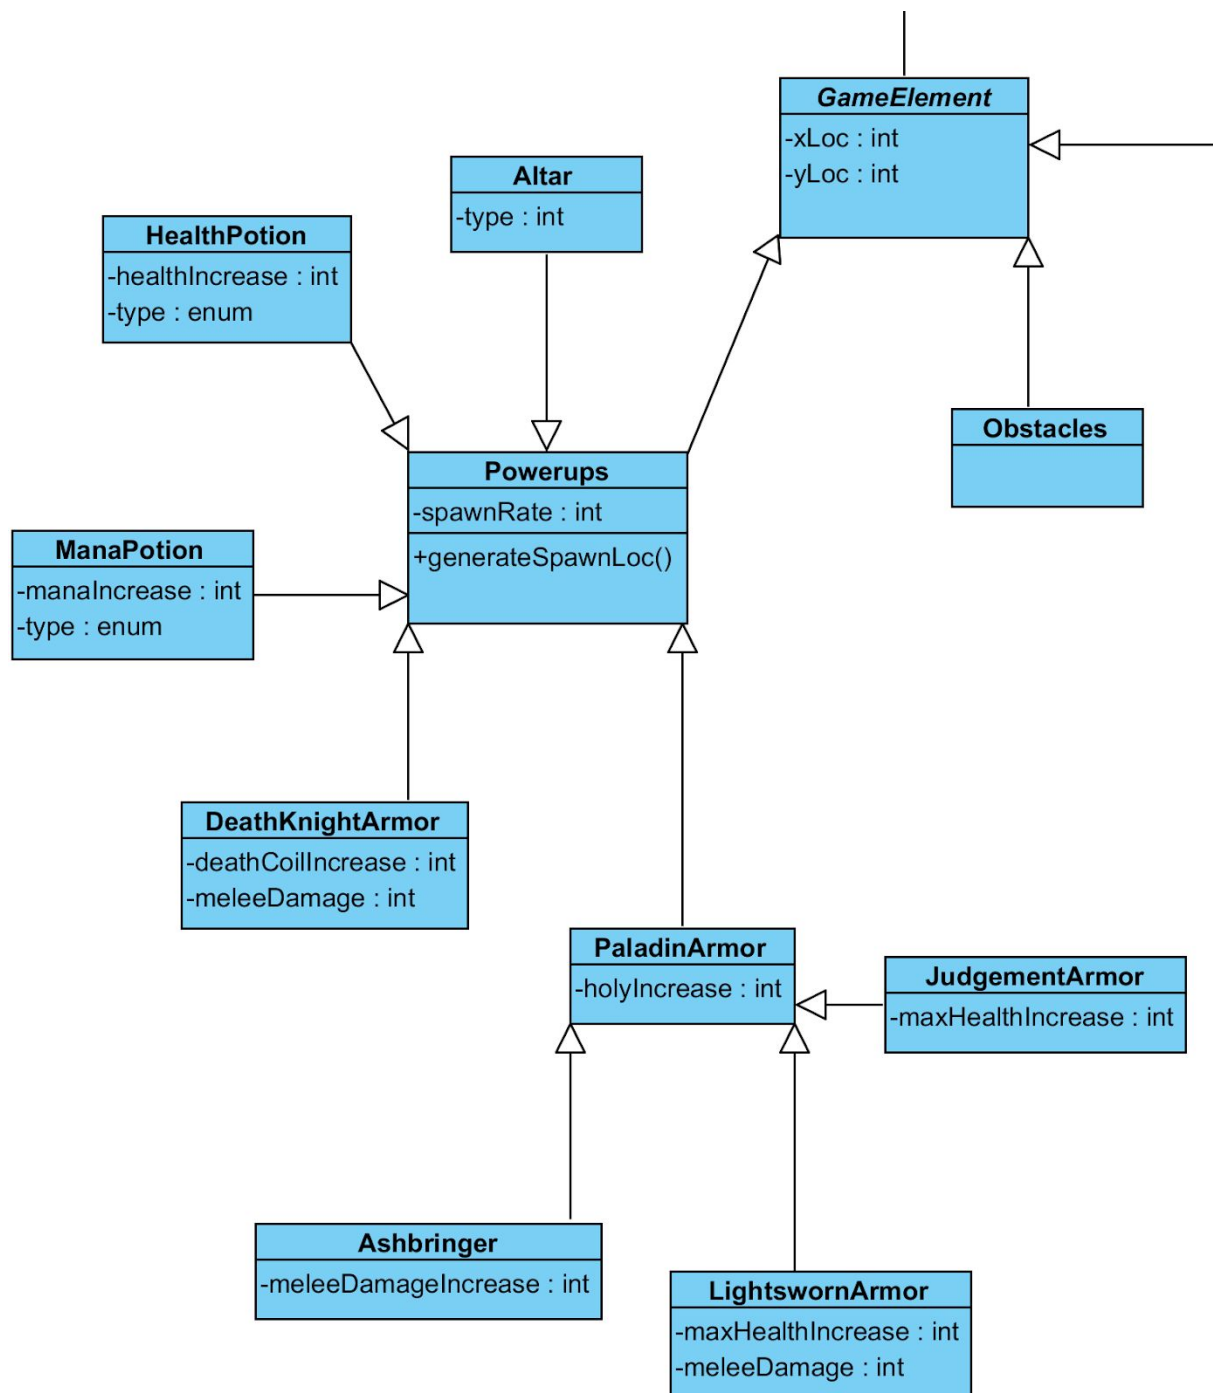 GameElement
-xLoc : int
-yLoc : int
Altar
-type : int
HealthPotion
-healthIncrease : int
-type : enum
Obstacles
Powerups
-spawnRate : int
+generateSpawnLoc()
ManaPotion
-manaIncrease : int
-type : enum
DeathKnightArmor
-deathCoilIncrease : int
-meleeDamage : int
PaladinArmor
-holyIncrease : int
JudgementArmor
-maxHealthIncrease : int
Ashbringer
-meleeDamageIncrease : int
LightswornArmor
-maxHealthIncrease : int
-meleeDamage : int